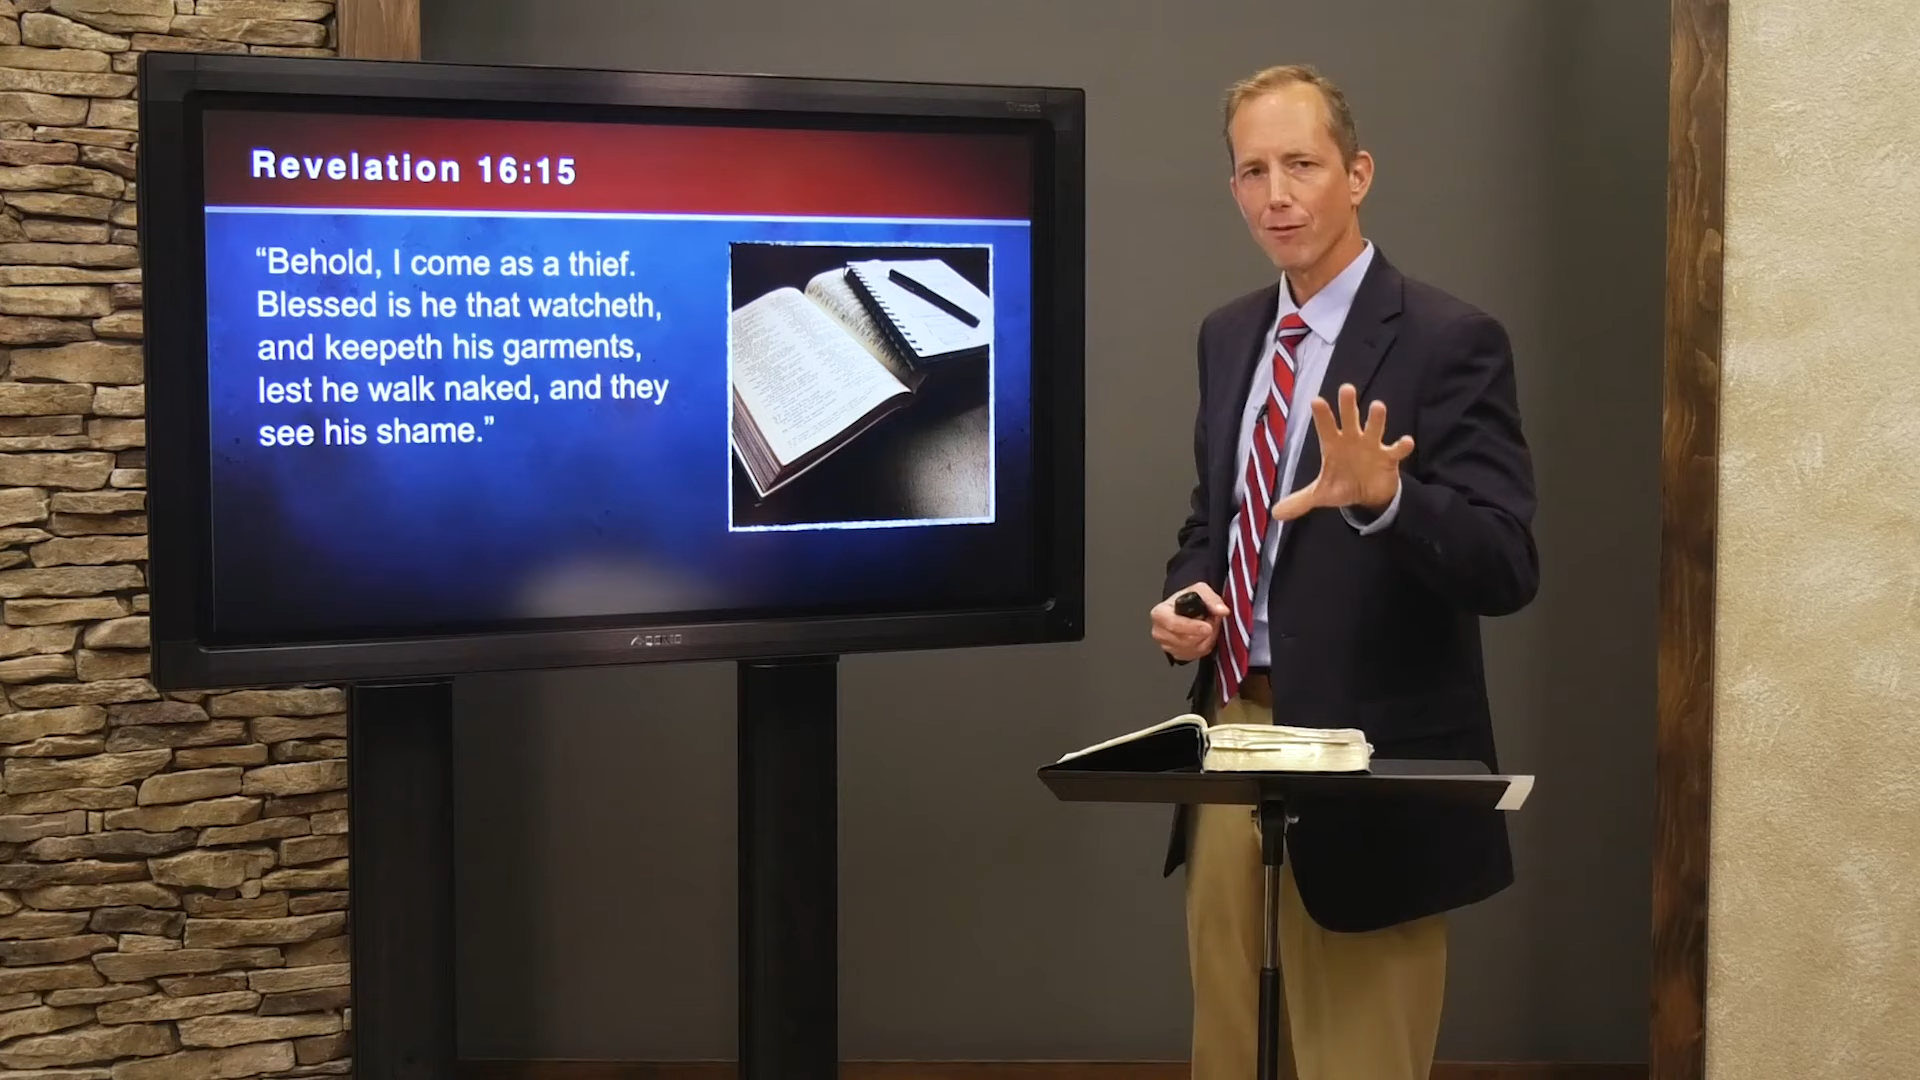 Revelation 16:15
“Behold, I come as a thief.
Blessed is he that watcheth,
and keepeth his garments,
lest he walk naked, and they
see his shame.”